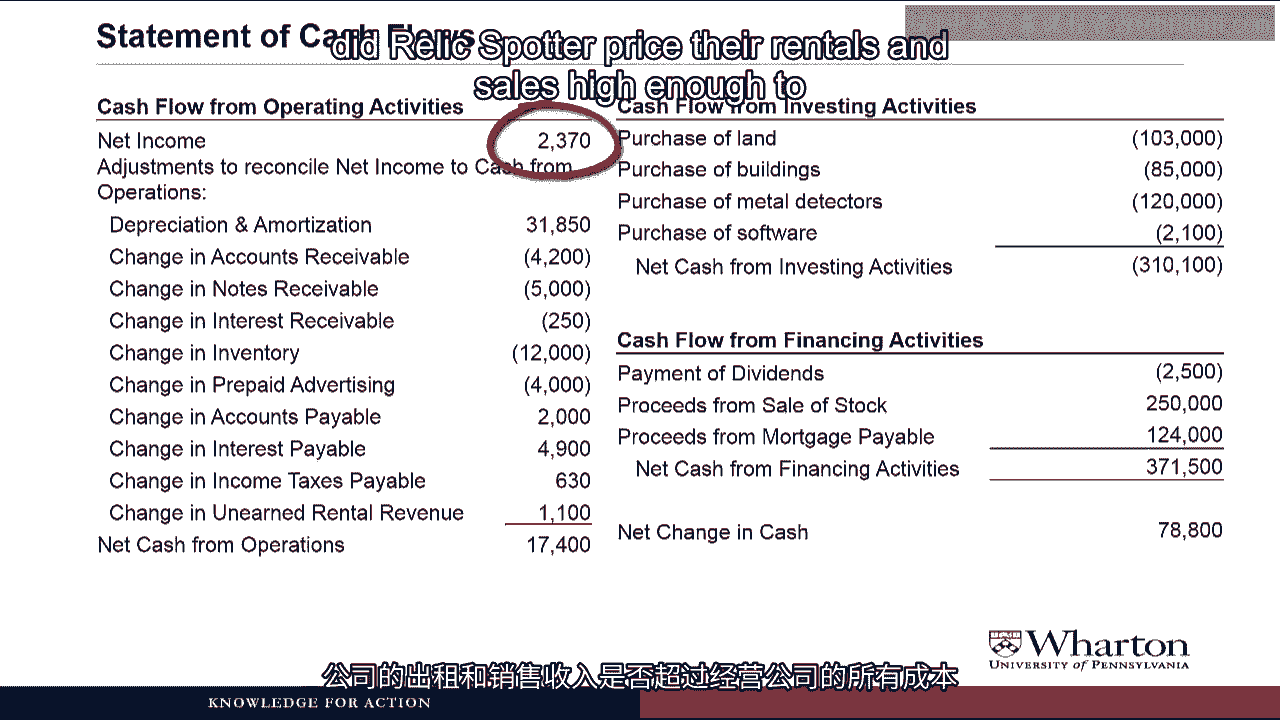 Statement of Cash Flows
did Relic Spotter price their rentals and
sales high enough to
Cash Flow from Operating Activities
Net Income 2,370
Adjustments to reconcile Net Income to Cash from
Operations:
Depreciation & Amortization 31,850
Change in Accounts Receivable (4,200)
Change in Notes Receivable (5,000)
Change in Interest Receivable (250)
Change in Inventory (12,000)
Change in Prepaid Advertising (4,000)
Change in Accounts Payable 2,000
Change in Interest Payable 4,900
Change in Income Taxes Payable 630
Change in Unearned Rental Revenue 1,100
Net Cash from Operations 17,400
Cash Flow from Investing Activities
Purchase of land (103,000)
Purchase of buildings (85,000)
Purchase of metal detectors (120,000)
Purchase of software (2,100)
Net Cash from Investing Activities (310,100)
Cash Flow from Financing Activities
Payment of Dividends (2,500)
Proceeds from Sale of Stock 250,000
Proceeds from Mortgage Payable 124,000
Net Cash from Financing Activities 371,500
Net Change in Cash 78,800
Wharton
UNIVERSITY of PENNSYLVANIA
公司的出租和销售收入是否超过经营公司的所有成本
KNOWLEDGE FOR ACTION